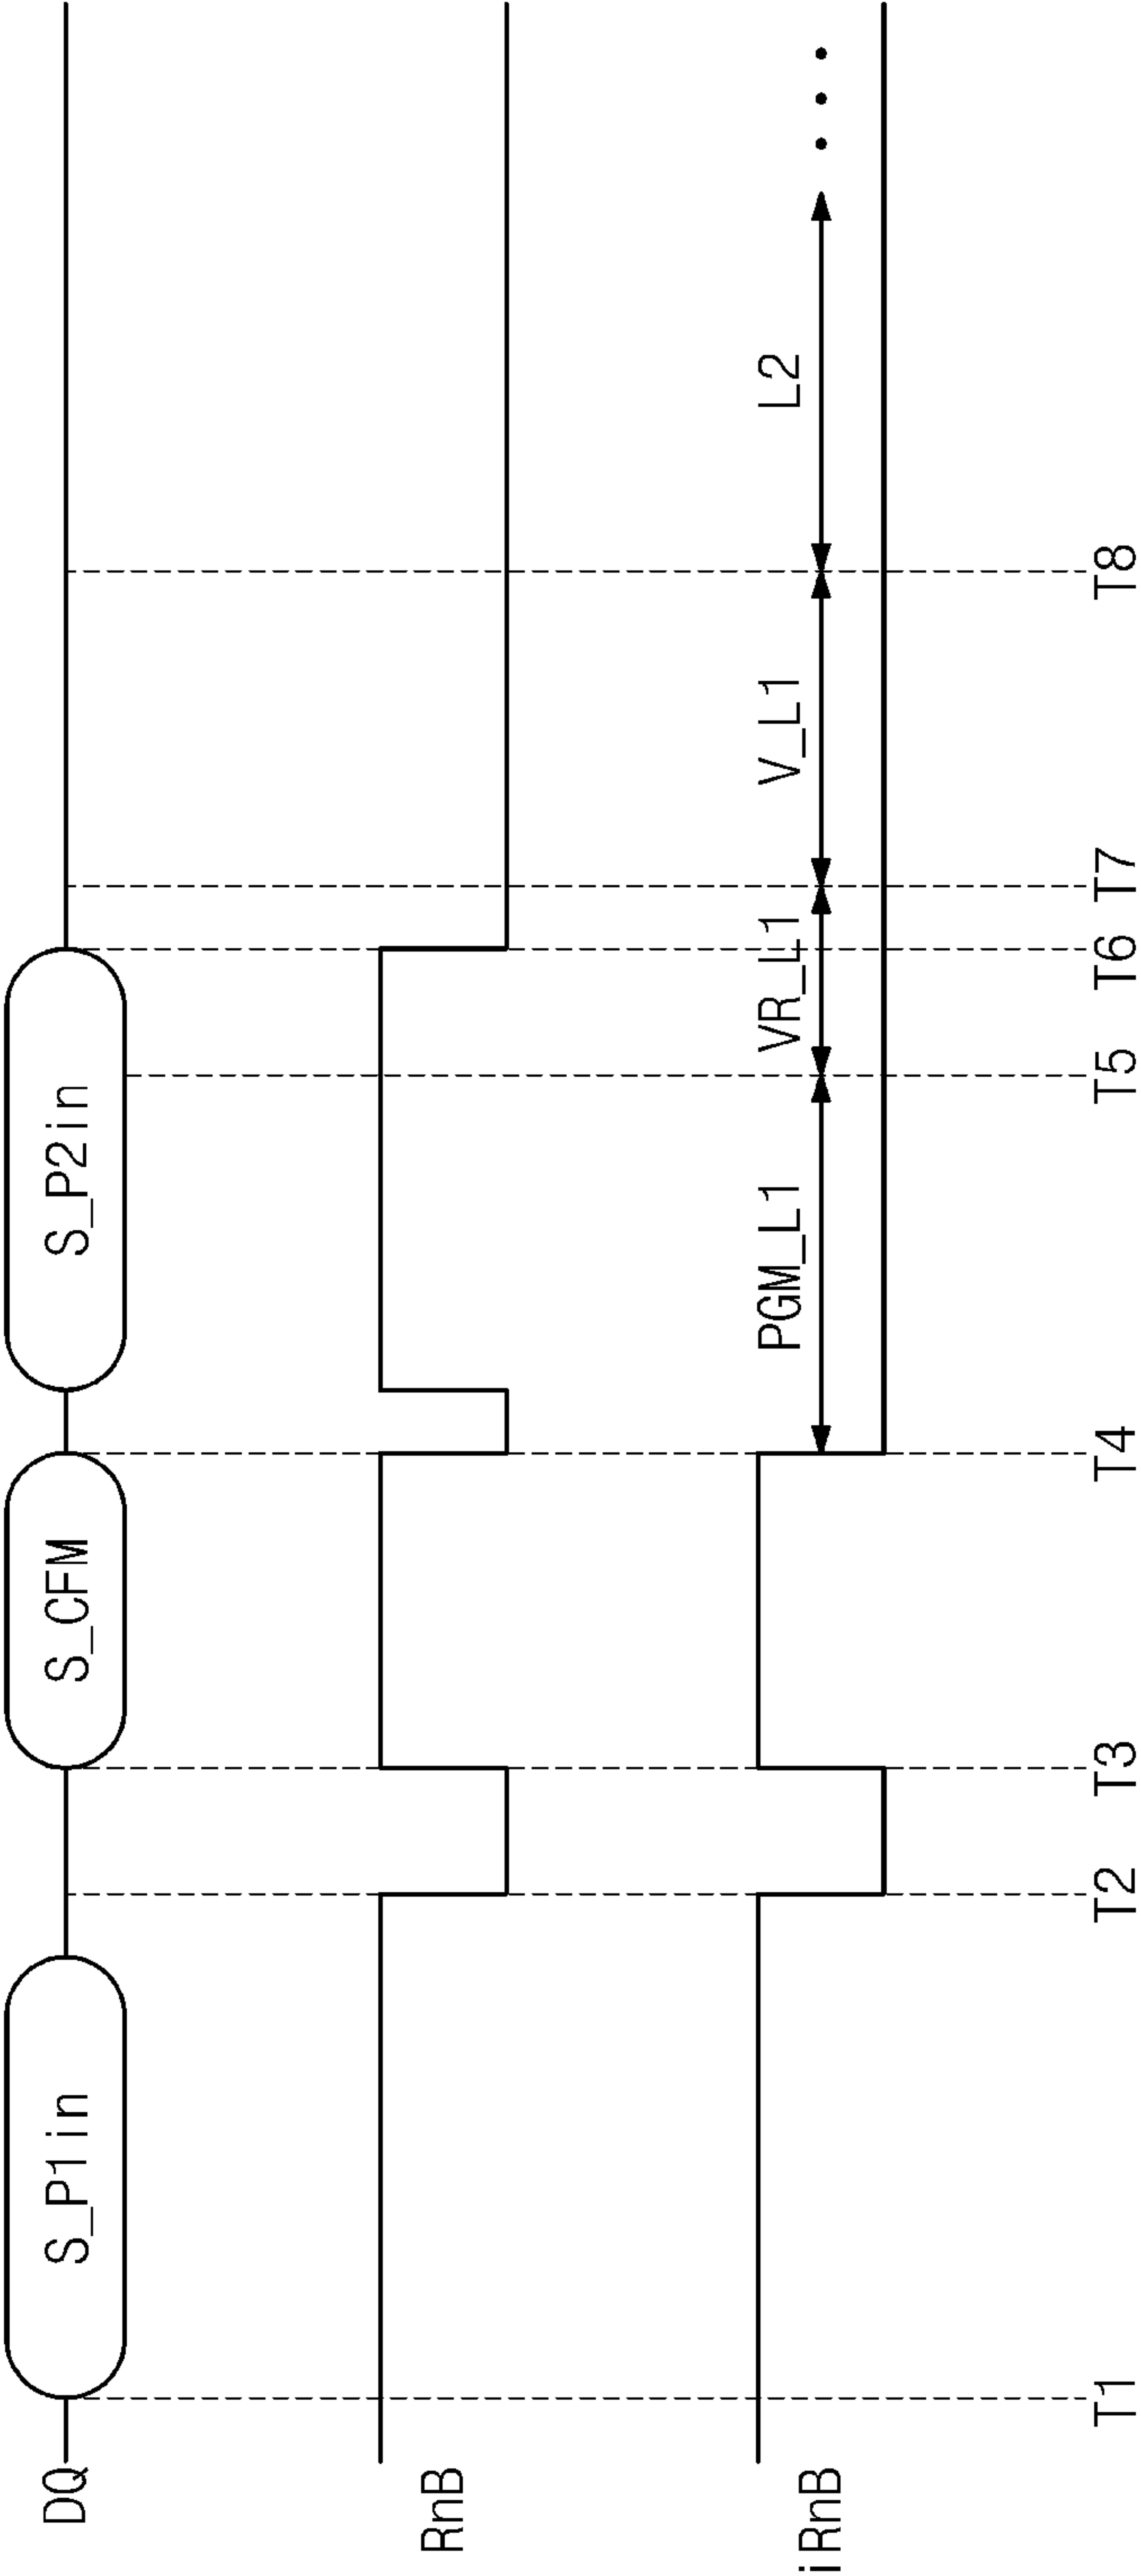 DQ
S_P1in
S_CFM
S_P2in
RnB
iRnB
PGM_L1
VR_L1
V_L1
L2
T1
T2
T3
T4
T5
T6
T7
T8